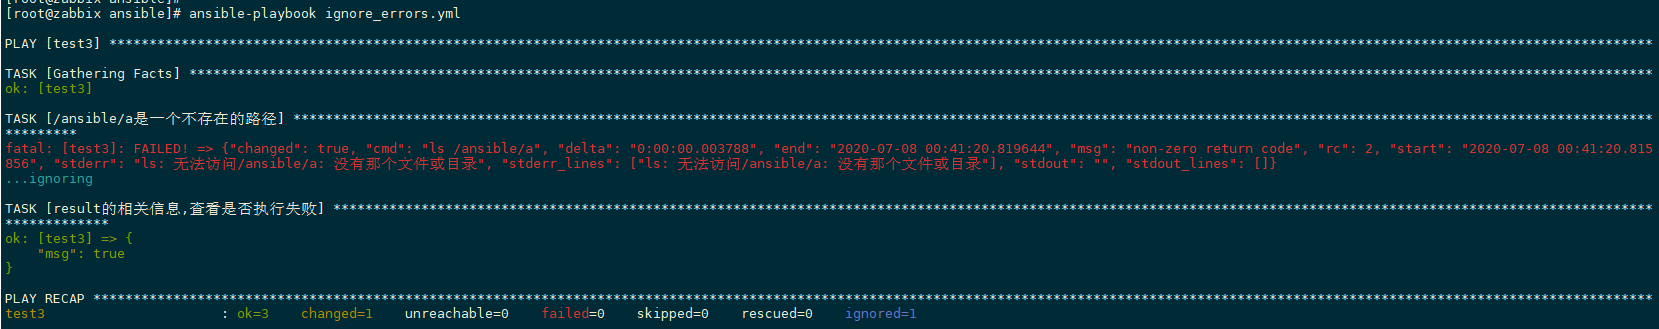 [root@zabbix ansible]#
[root@zabbix ansible]# ansible-playbook ignore_errors.yml
PLAY [test3] *************************************************************************************************************************************************************************************************
TASK [Gathering Facts] ***************************************************************************************************************************************************************************************
ok: [test3]
TASK [/ansible/a是一个不存在的路径] **************************************************************************************************************************************************************************
*********
fatal: [test3]: FAILED! => {"changed": true, "cmd": "ls /ansible/a", "delta": "0:00:00.003788", "end": "2020-07-08 00:41:20.819644", "msg": "non-zero return code", "rc": 2, "start": "2020-07-08 00:41:20.815
856", "stderr": "ls: 无法访问/ansible/a: 没有那个文件或目录", "stderr_lines": ["ls: 无法访问/ansible/a: 没有那个文件或目录"], "stdout": "", "stdout_lines": []}
...ignoring
TASK [result的相关信息,查看是否执行失败] *********************************************************************************************************************************************************************
*************
ok: [test3] => {
    "msg": true
}
PLAY RECAP ***************************************************************************************************************************************************************************************************
test3                      : ok=3    changed=1    unreachable=0    failed=0    skipped=0    rescued=0    ignored=1